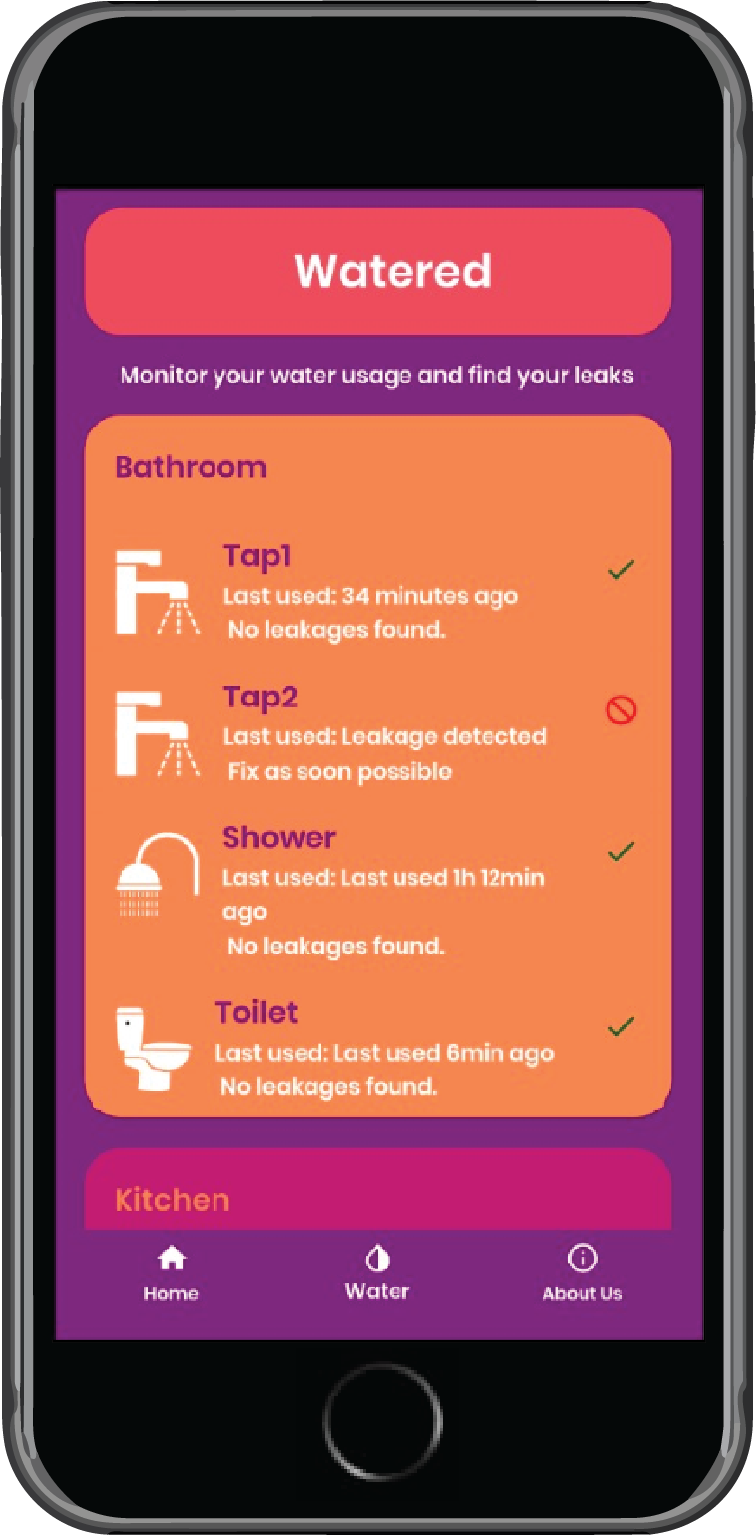 Watered
Monitor your water usage and find your leaks
Bathroom
Tap1
Last used: 34 minutes ago
No leakages found.
Tap2
Last used: Leakage detected
Fix as soon possible
Shower
Last used: Last used 1h 12min
ago
No leakages found.
Toilet
Last used: Last used 6min ago
No leakages found.
Kitchen
Home
Water
About Us